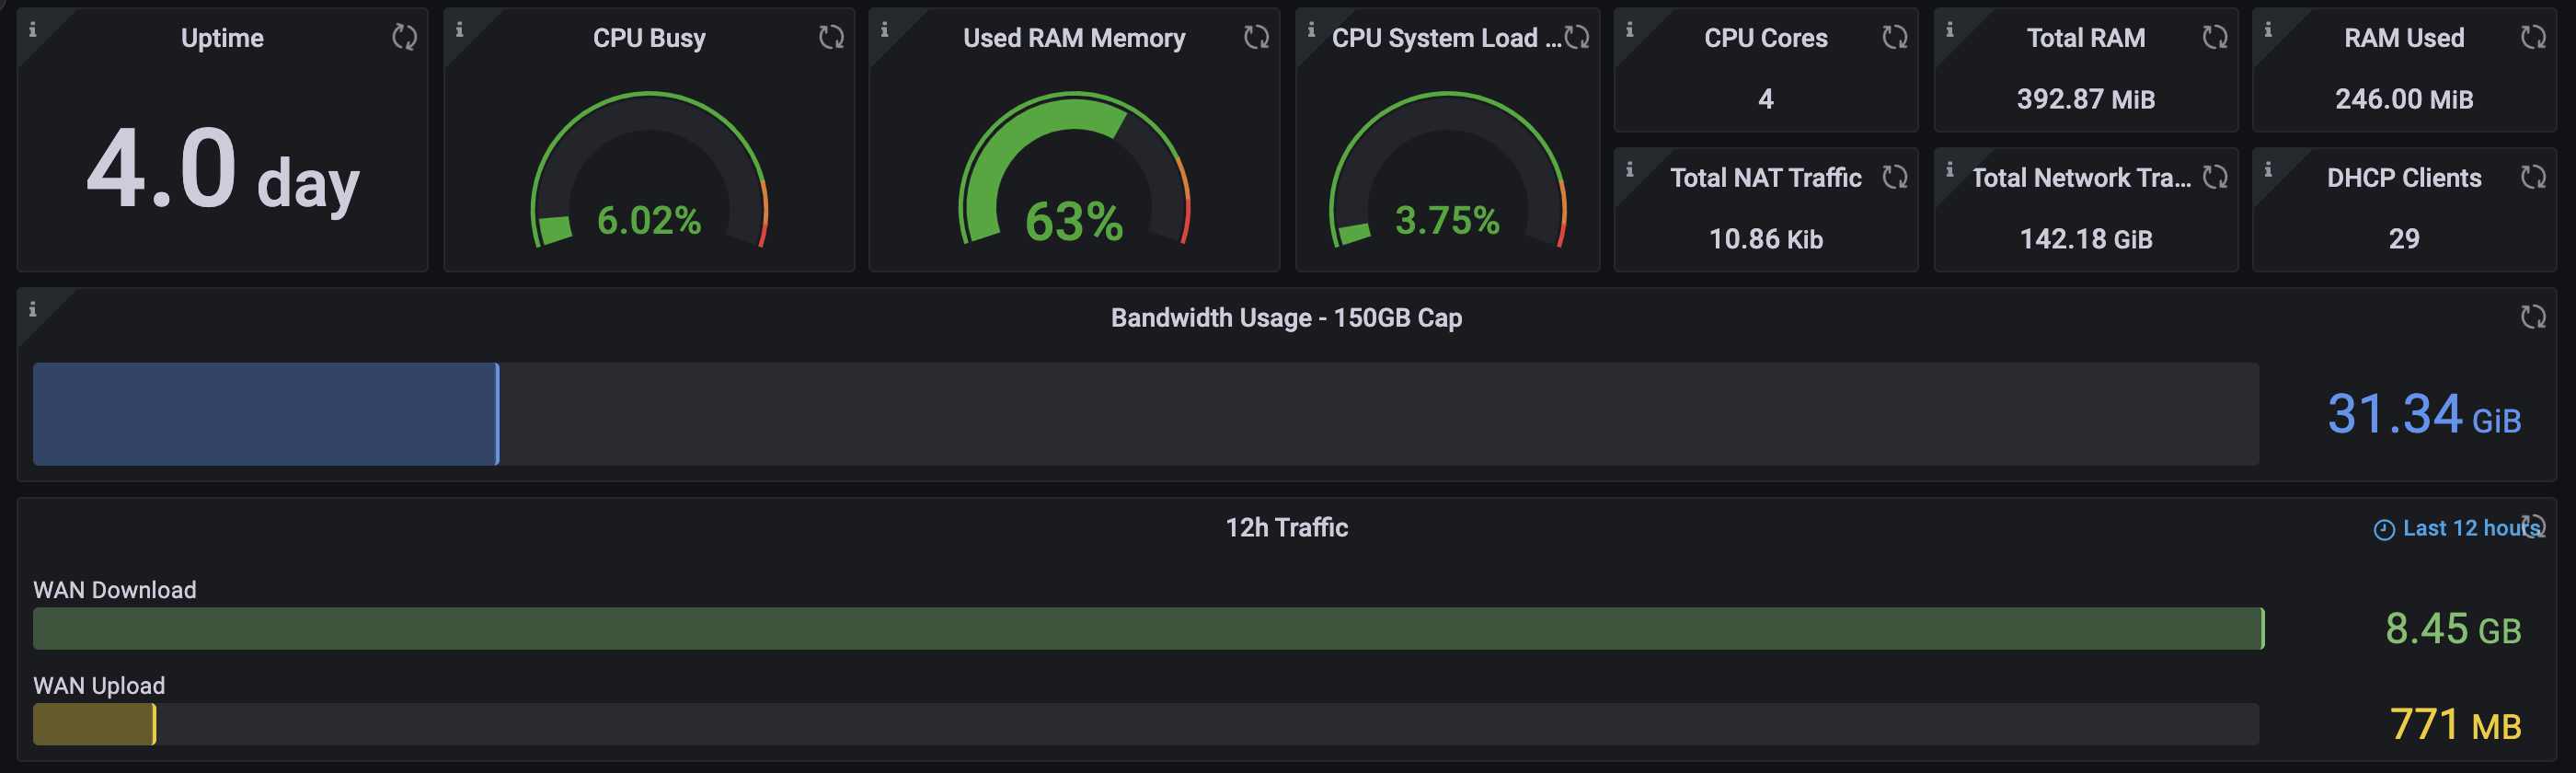 Uptime
4.0 day
CPU Busy
6.02%
Used RAM Memory
63%
CPU System Load ...
3.75%
CPU Cores
4
Total RAM
392.87 MiB
RAM Used
246.00 MiB
Total NAT Traffic
10.86 Kib
Total Network Tra...
142.18 GiB
DHCP Clients
29
Bandwidth Usage - 150GB Cap
31.34 GiB
12h Traffic
Last 12 hours
WAN Download
8.45 GB
WAN Upload
771 MB